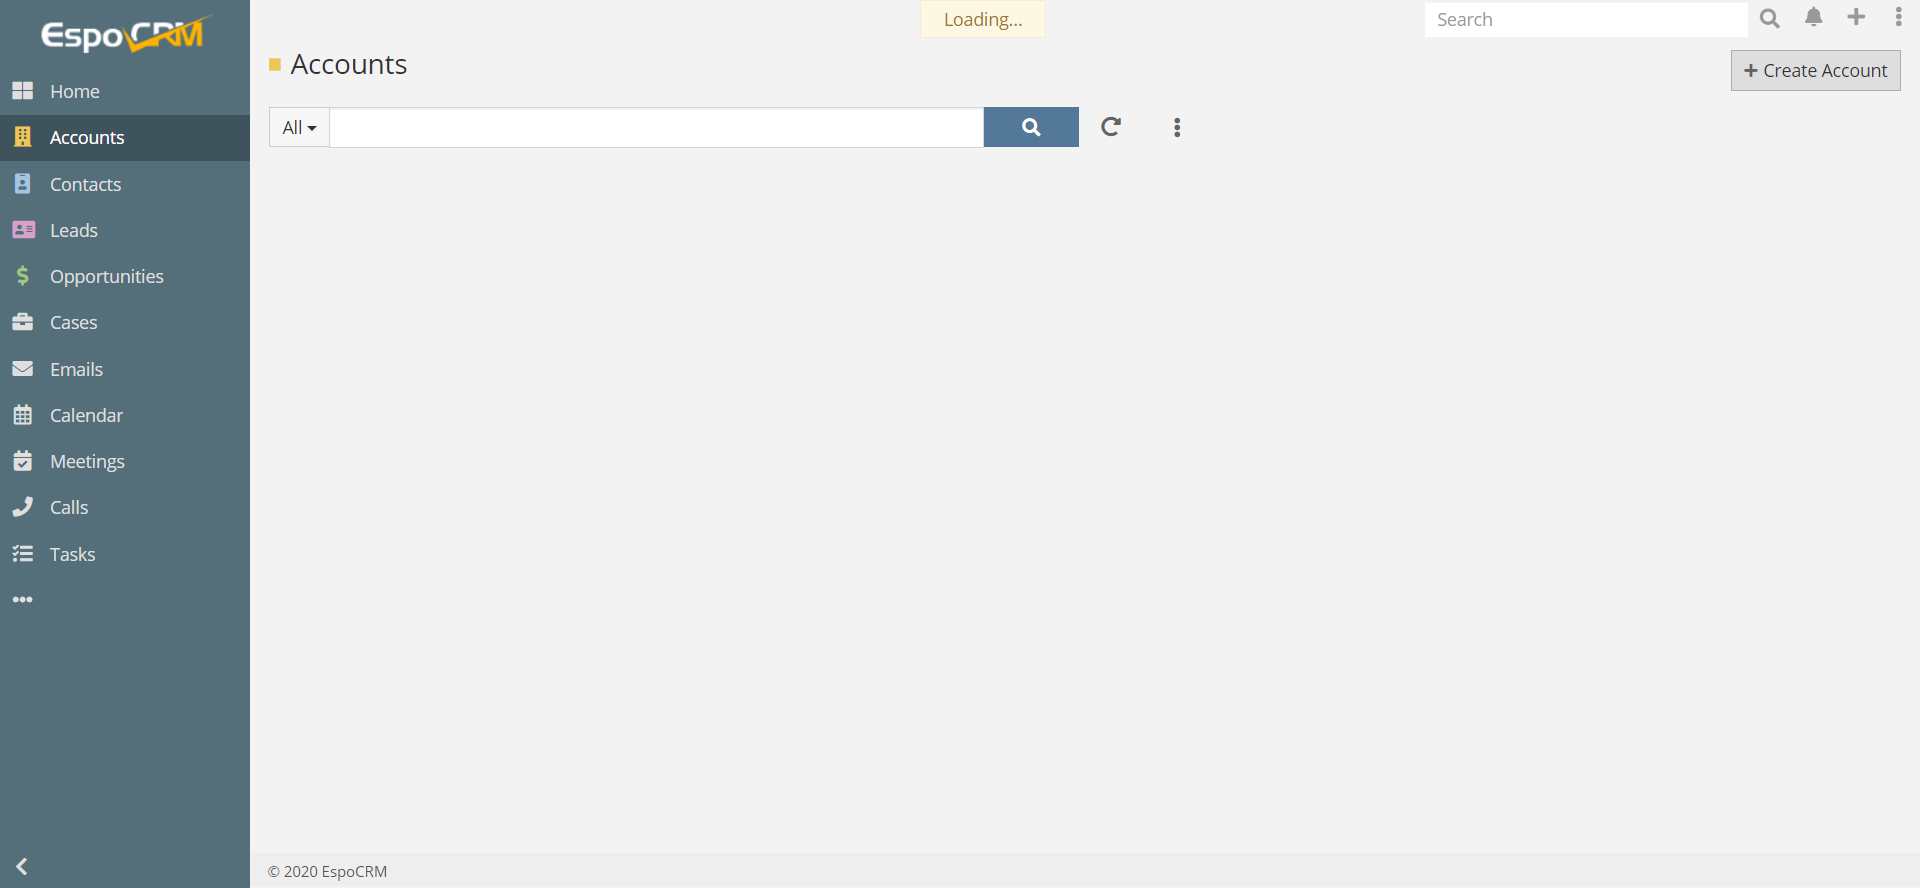 EspoCRM
Home
Accounts
Contacts
Leads
Opportunities
Cases
Emails
Calendar
Meetings
Calls
Tasks
Loading...
Search
Accounts
Create Account
All
© 2020 EspoCRM